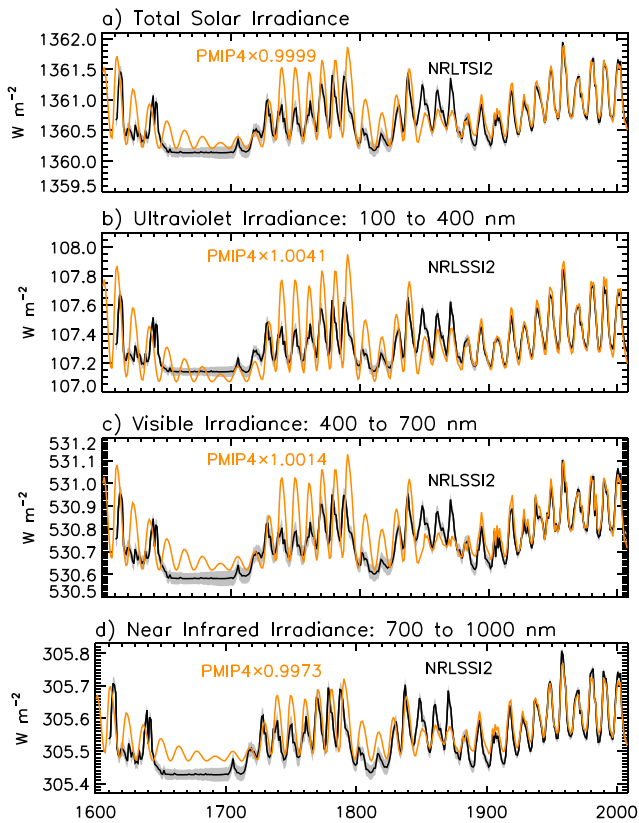 a) Total Solar Irradiance
1362.0
1361.5
1361.0
1360.5
1360.0
1359.5
W m⁻²
PMIP4×0.9999
NRLTSI2
b) Ultraviolet Irradiance: 100 to 400 nm
108.0
107.8
107.6
107.4
107.2
107.0
W m⁻²
PMIP4×1.0041
NRLSSI2
c) Visible Irradiance: 400 to 700 nm
531.2
531.1
531.0
530.9
530.8
530.7
530.6
530.5
W m⁻²
PMIP4×1.0014
NRLSSI2
d) Near Infrared Irradiance: 700 to 1000 nm
305.8
305.7
305.6
305.5
305.4
W m⁻²
PMIP4×0.9973
NRLSSI2
1600 1700 1800 1900 2000